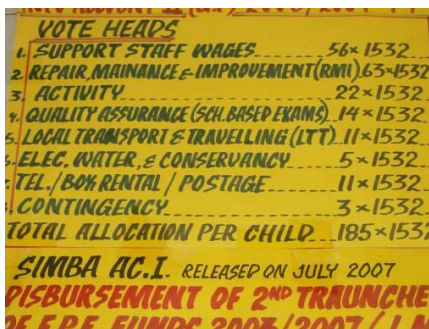 VOTE HEADS
1. SUPPORT STAFF WAGES 56×1532
2. REPAIR, MAINANCE & IMPROVEMENT (RMI) 63×1532
3. ACTIVITY 22×1532
4. QUALITY ASSURANCE (SCH. BASED EXAMS) 14×1532
5. LOCAL TRANSPORT & TRAVELLING (LTT) 11×1532
ELEC. WATER, & CONSERVANCY 5×1532
TEL./BOX RENTAL / POSTAGE 11×1532
CONTINGENCY 3×1532
TOTAL ALLOCATION PER CHILD 185×1532
SIMBA AC.I. RELEASED ON JULY 2007
DISBURSEMENT OF 2ND TRAUNCHE
OF F.P.E. FUNDS